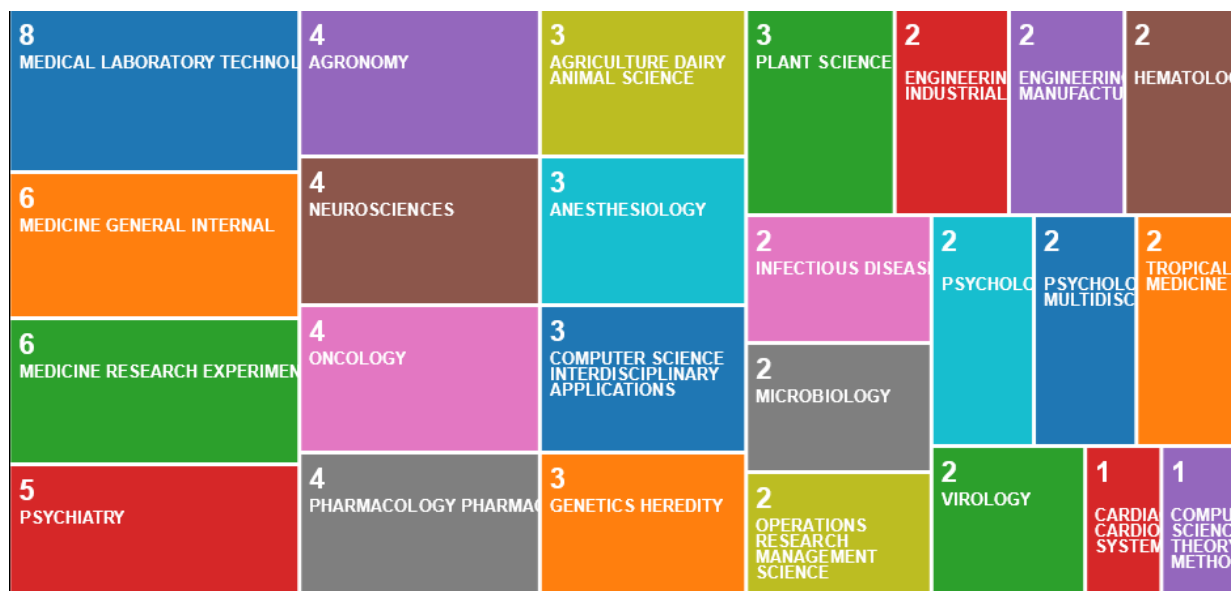 8
MEDICAL LABORATORY TECHNOL
6
MEDICINE GENERAL INTERNAL
6
MEDICINE RESEARCH EXPERIMEN
5
PSYCHIATRY
4
AGRONOMY
4
NEUROSCIENCES
4
ONCOLOGY
4
PHARMACOLOGY PHARMAC
3
AGRICULTURE DAIRY
ANIMAL SCIENCE
3
ANESTHESIOLOGY
3
COMPUTER SCIENCE
INTERDISCIPLINARY
APPLICATIONS
3
GENETICS HEREDITY
3
PLANT SCIENCE
2
ENGINEERIN
INDUSTRIAL
2
ENGINEERING
MANUFACTU
2
HEMATOLOG
2
INFECTIOUS DISEAS
2
MICROBIOLOGY
2
OPERATIONS
RESEARCH
MANAGEMENT
SCIENCE
2
PSYCHOLO
2
PSYCHOLO
MULTIDISC
2
TROPICAL
MEDICINE
2
VIROLOGY
1
CARDIA
CARDIO
SYSTEM
1
COMPU
SCIENC
THEORY
METHO